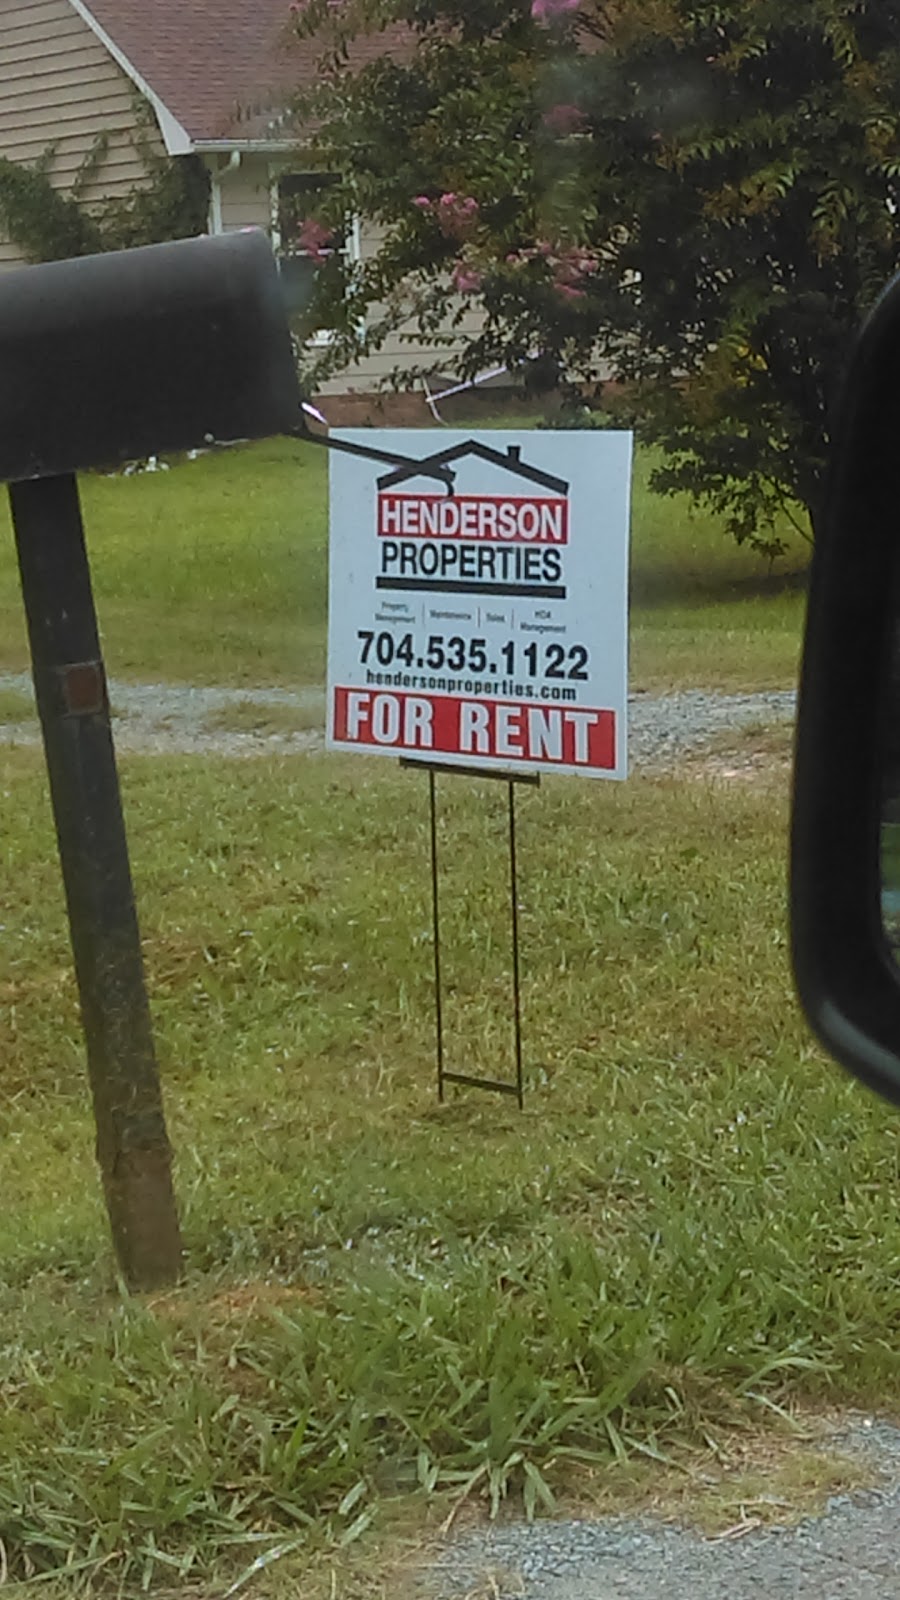 HENDERSON
PROPERTIES
Property Management | Maintenance | Sales | HOA Management
704.535.1122
hendersonproperties.com
FOR RENT